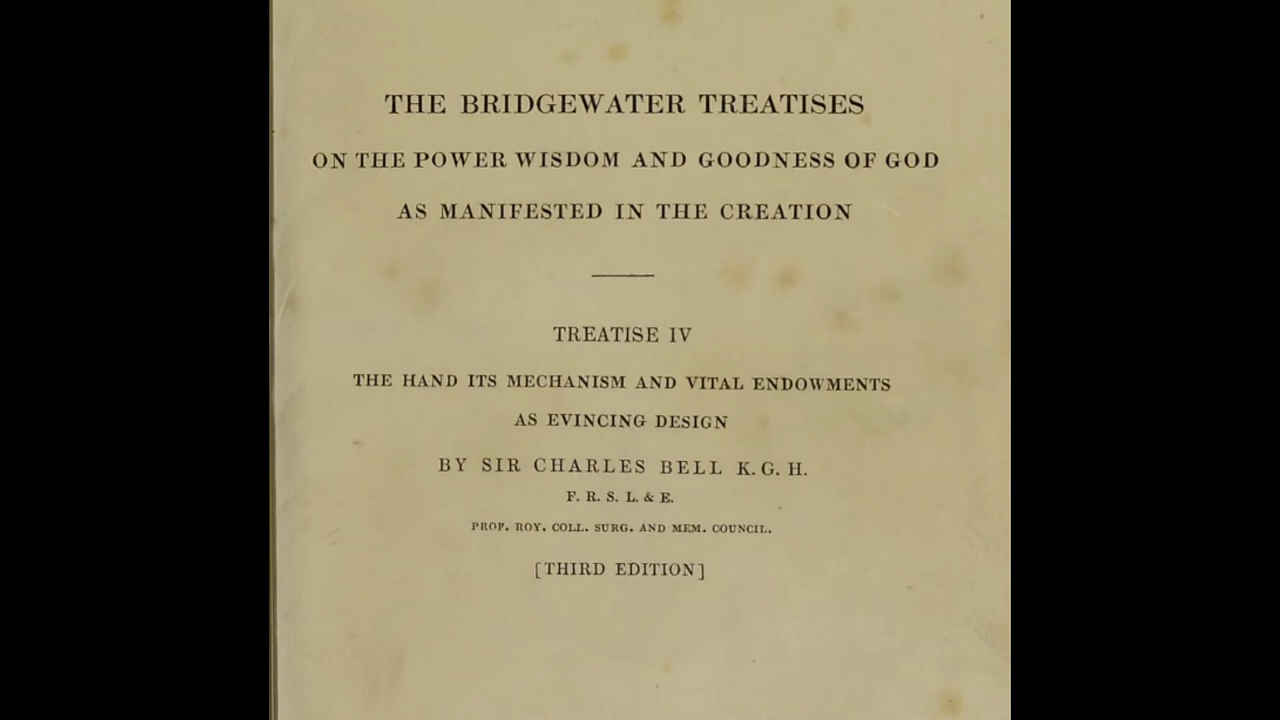 THE BRIDGEWATER TREATISES
ON THE POWER WISDOM AND GOODNESS OF GOD
AS MANIFESTED IN THE CREATION
TREATISE IV
THE HAND ITS MECHANISM AND VITAL ENDOWMENTS
AS EVINCING DESIGN
BY SIR CHARLES BELL K. G. H.
F. R. S. L. & E.
PROF. ROY. COLL. SURG. AND MEM. COUNCIL.
[THIRD EDITION]